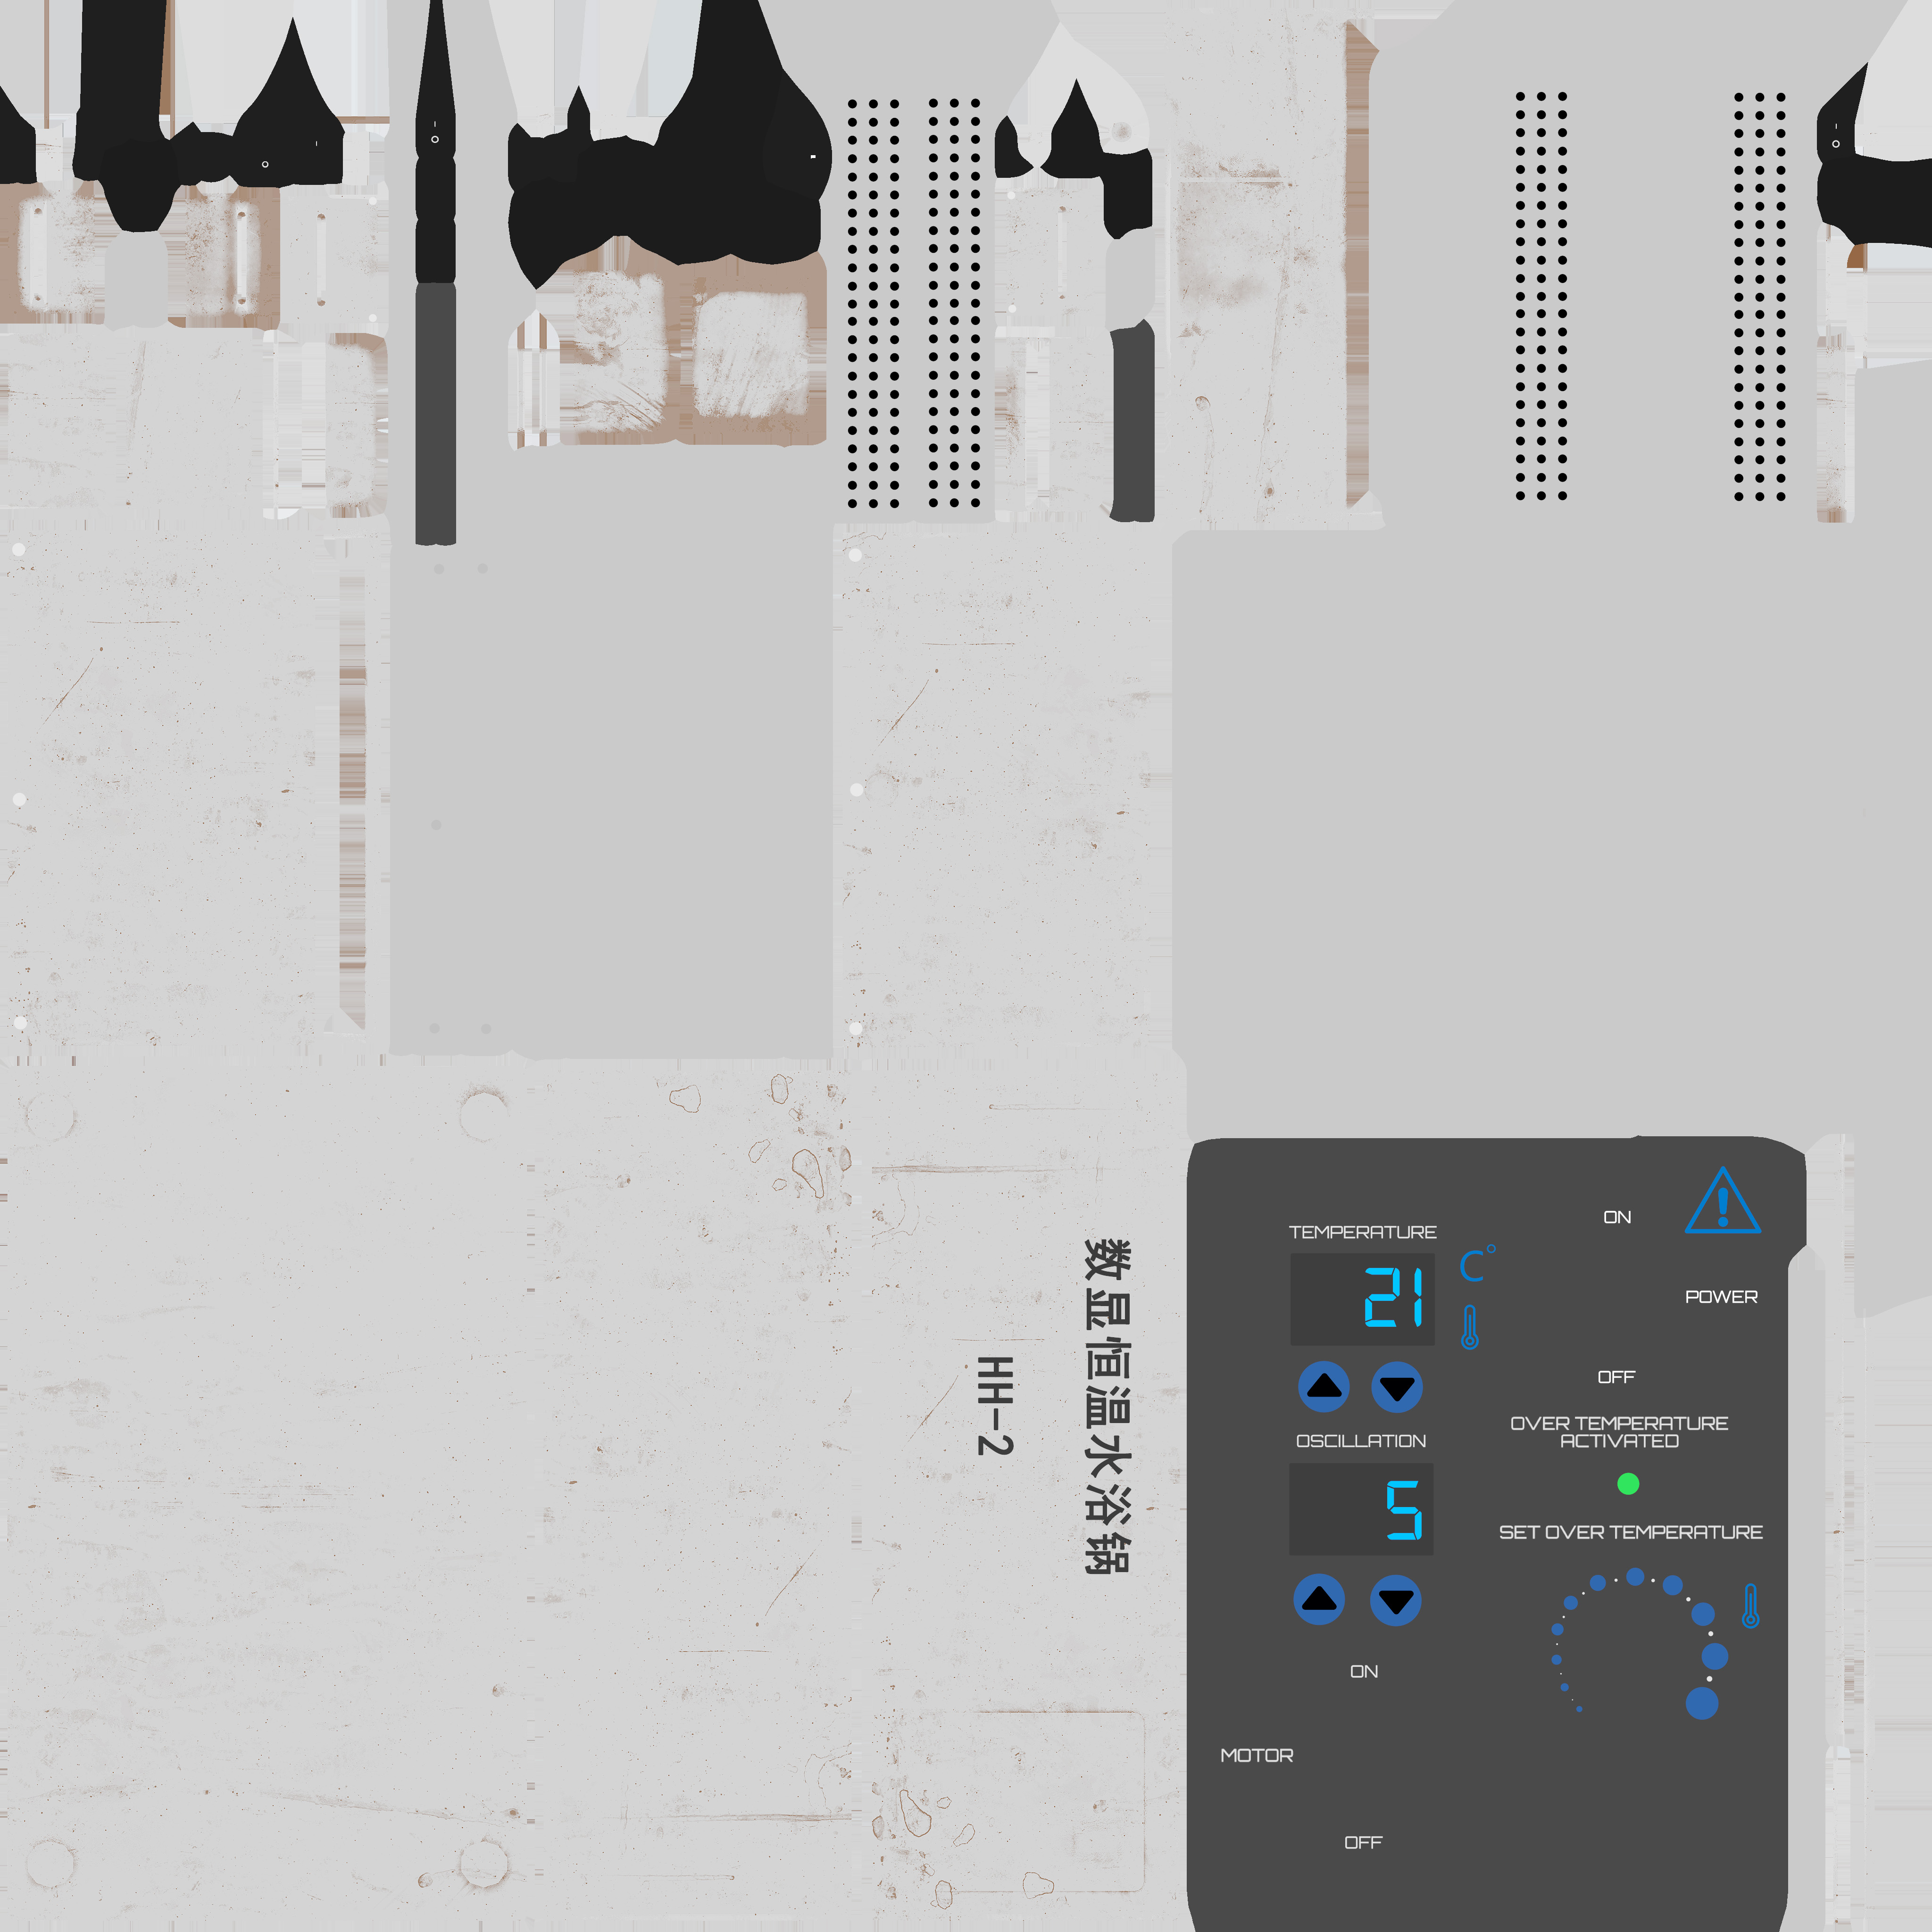 数显恒温水浴锅
HH-2
TEMPERATURE
21
C°
OSCILLATION
5
ON
MOTOR
OFF
ON
POWER
OFF
OVER TEMPERATURE
ACTIVATED
SET OVER TEMPERATURE